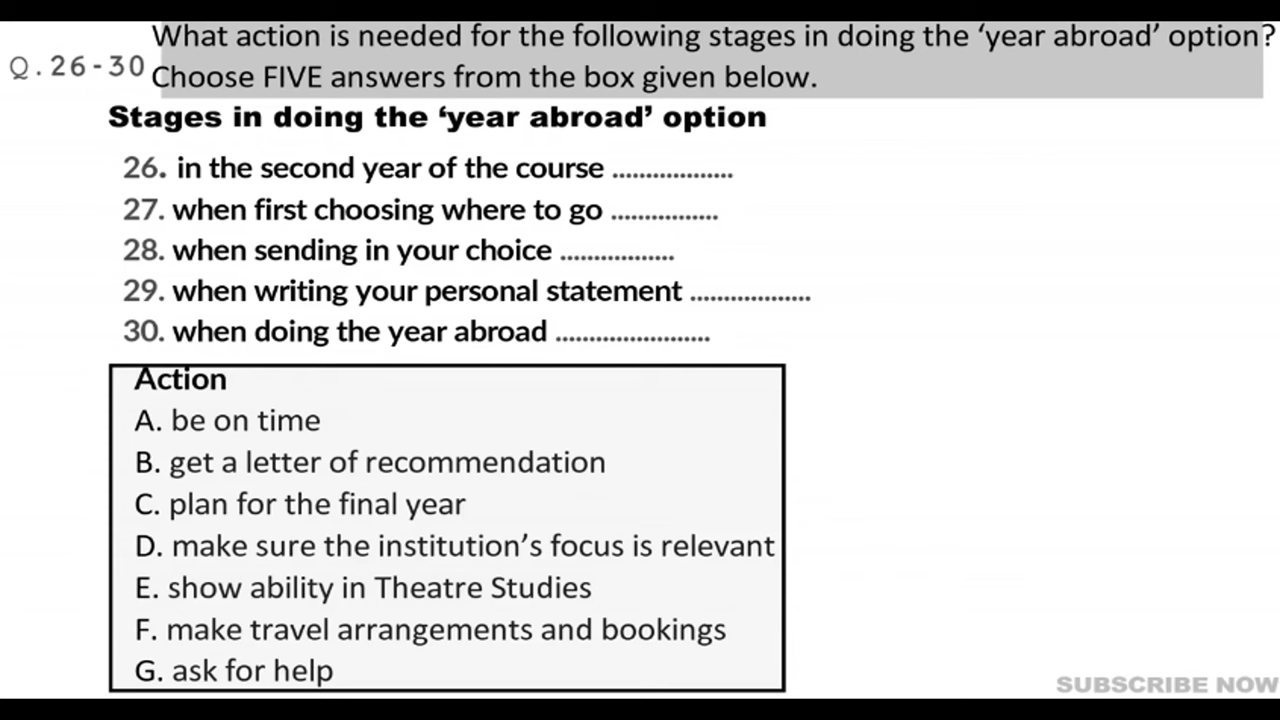 What action is needed for the following stages in doing the ‘year abroad’ option?
Q.26-30 Choose FIVE answers from the box given below.
Stages in doing the ‘year abroad’ option
26. in the second year of the course ..................
27. when first choosing where to go ................
28. when sending in your choice .................
29. when writing your personal statement ..................
30. when doing the year abroad .......................
Action
A. be on time
B. get a letter of recommendation
C. plan for the final year
D. make sure the institution’s focus is relevant
E. show ability in Theatre Studies
F. make travel arrangements and bookings
G. ask for help
SUBSCRIBE NOW